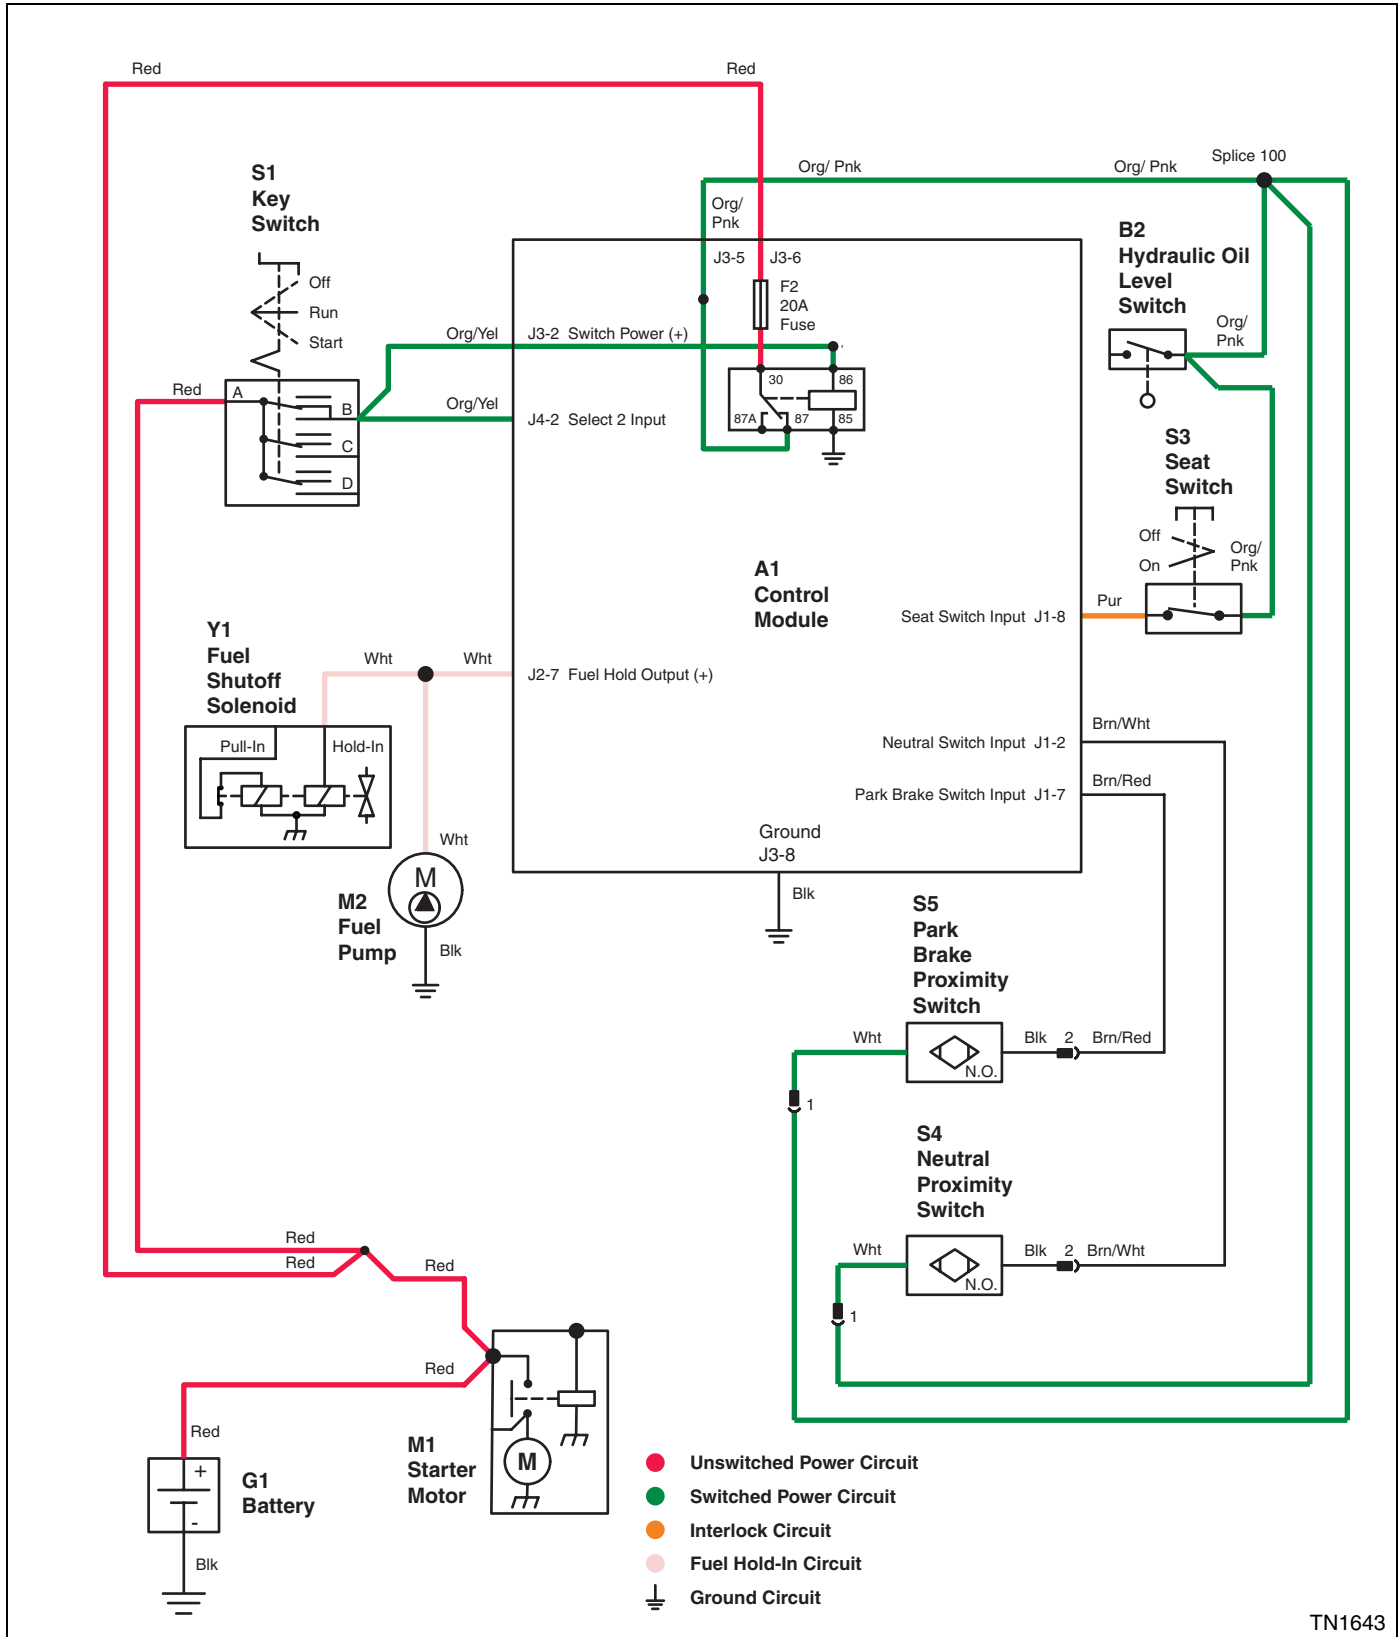 Red
Red
Splice 100
Org/ Pnk
Org/ Pnk
S1
Key
Switch
Org/
Pnk
B2
Hydraulic Oil
Level
Switch
J3-5
J3-6
Off
Run
Start
F2
20A
Fuse
Org/
Pnk
Org/Yel
J3-2 Switch Power (+)
Red
A
B
C
D
30
86
87A
87
85
Org/Yel
J4-2 Select 2 Input
S3
Seat
Switch
Off
On
Org/
Pnk
A1
Control
Module
Pur
Seat Switch Input J1-8
Y1
Fuel
Shutoff
Solenoid
Wht
Wht
J2-7 Fuel Hold Output (+)
Pull-In
Hold-In
Brn/Wht
Neutral Switch Input J1-2
Brn/Red
Park Brake Switch Input J1-7
Wht
Ground
J3-8
Blk
M
M2
Fuel
Pump
Blk
S5
Park
Brake
Proximity
Switch
Wht
Blk
2
Brn/Red
N.O.
1
S4
Neutral
Proximity
Switch
Wht
Blk
2
Brn/Wht
N.O.
1
Red
Red
Red
Red
Red
M
M1
Starter
Motor
+
-
G1
Battery
Blk
Unswitched Power Circuit
Switched Power Circuit
Interlock Circuit
Fuel Hold-In Circuit
Ground Circuit
TN1643